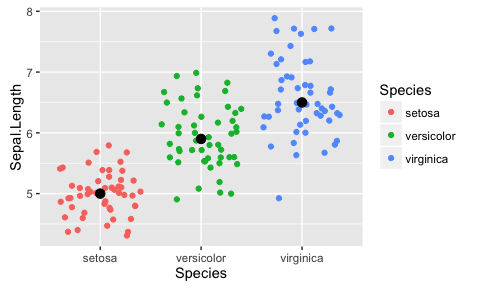 8
7
6
5
Sepal.Length
setosa
versicolor
virginica
Species
Species
setosa
versicolor
virginica